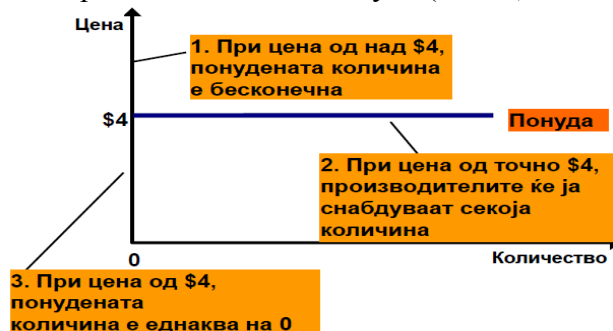 Цена
1. При цена од над $4,
понудената количина
е бесконечна
$4
Понуда
2. При цена од точно $4,
производителите ќе ја
снабдуваат секоја
количина
0
Количество
3. При цена од $4,
понудената
количина е еднаква на 0